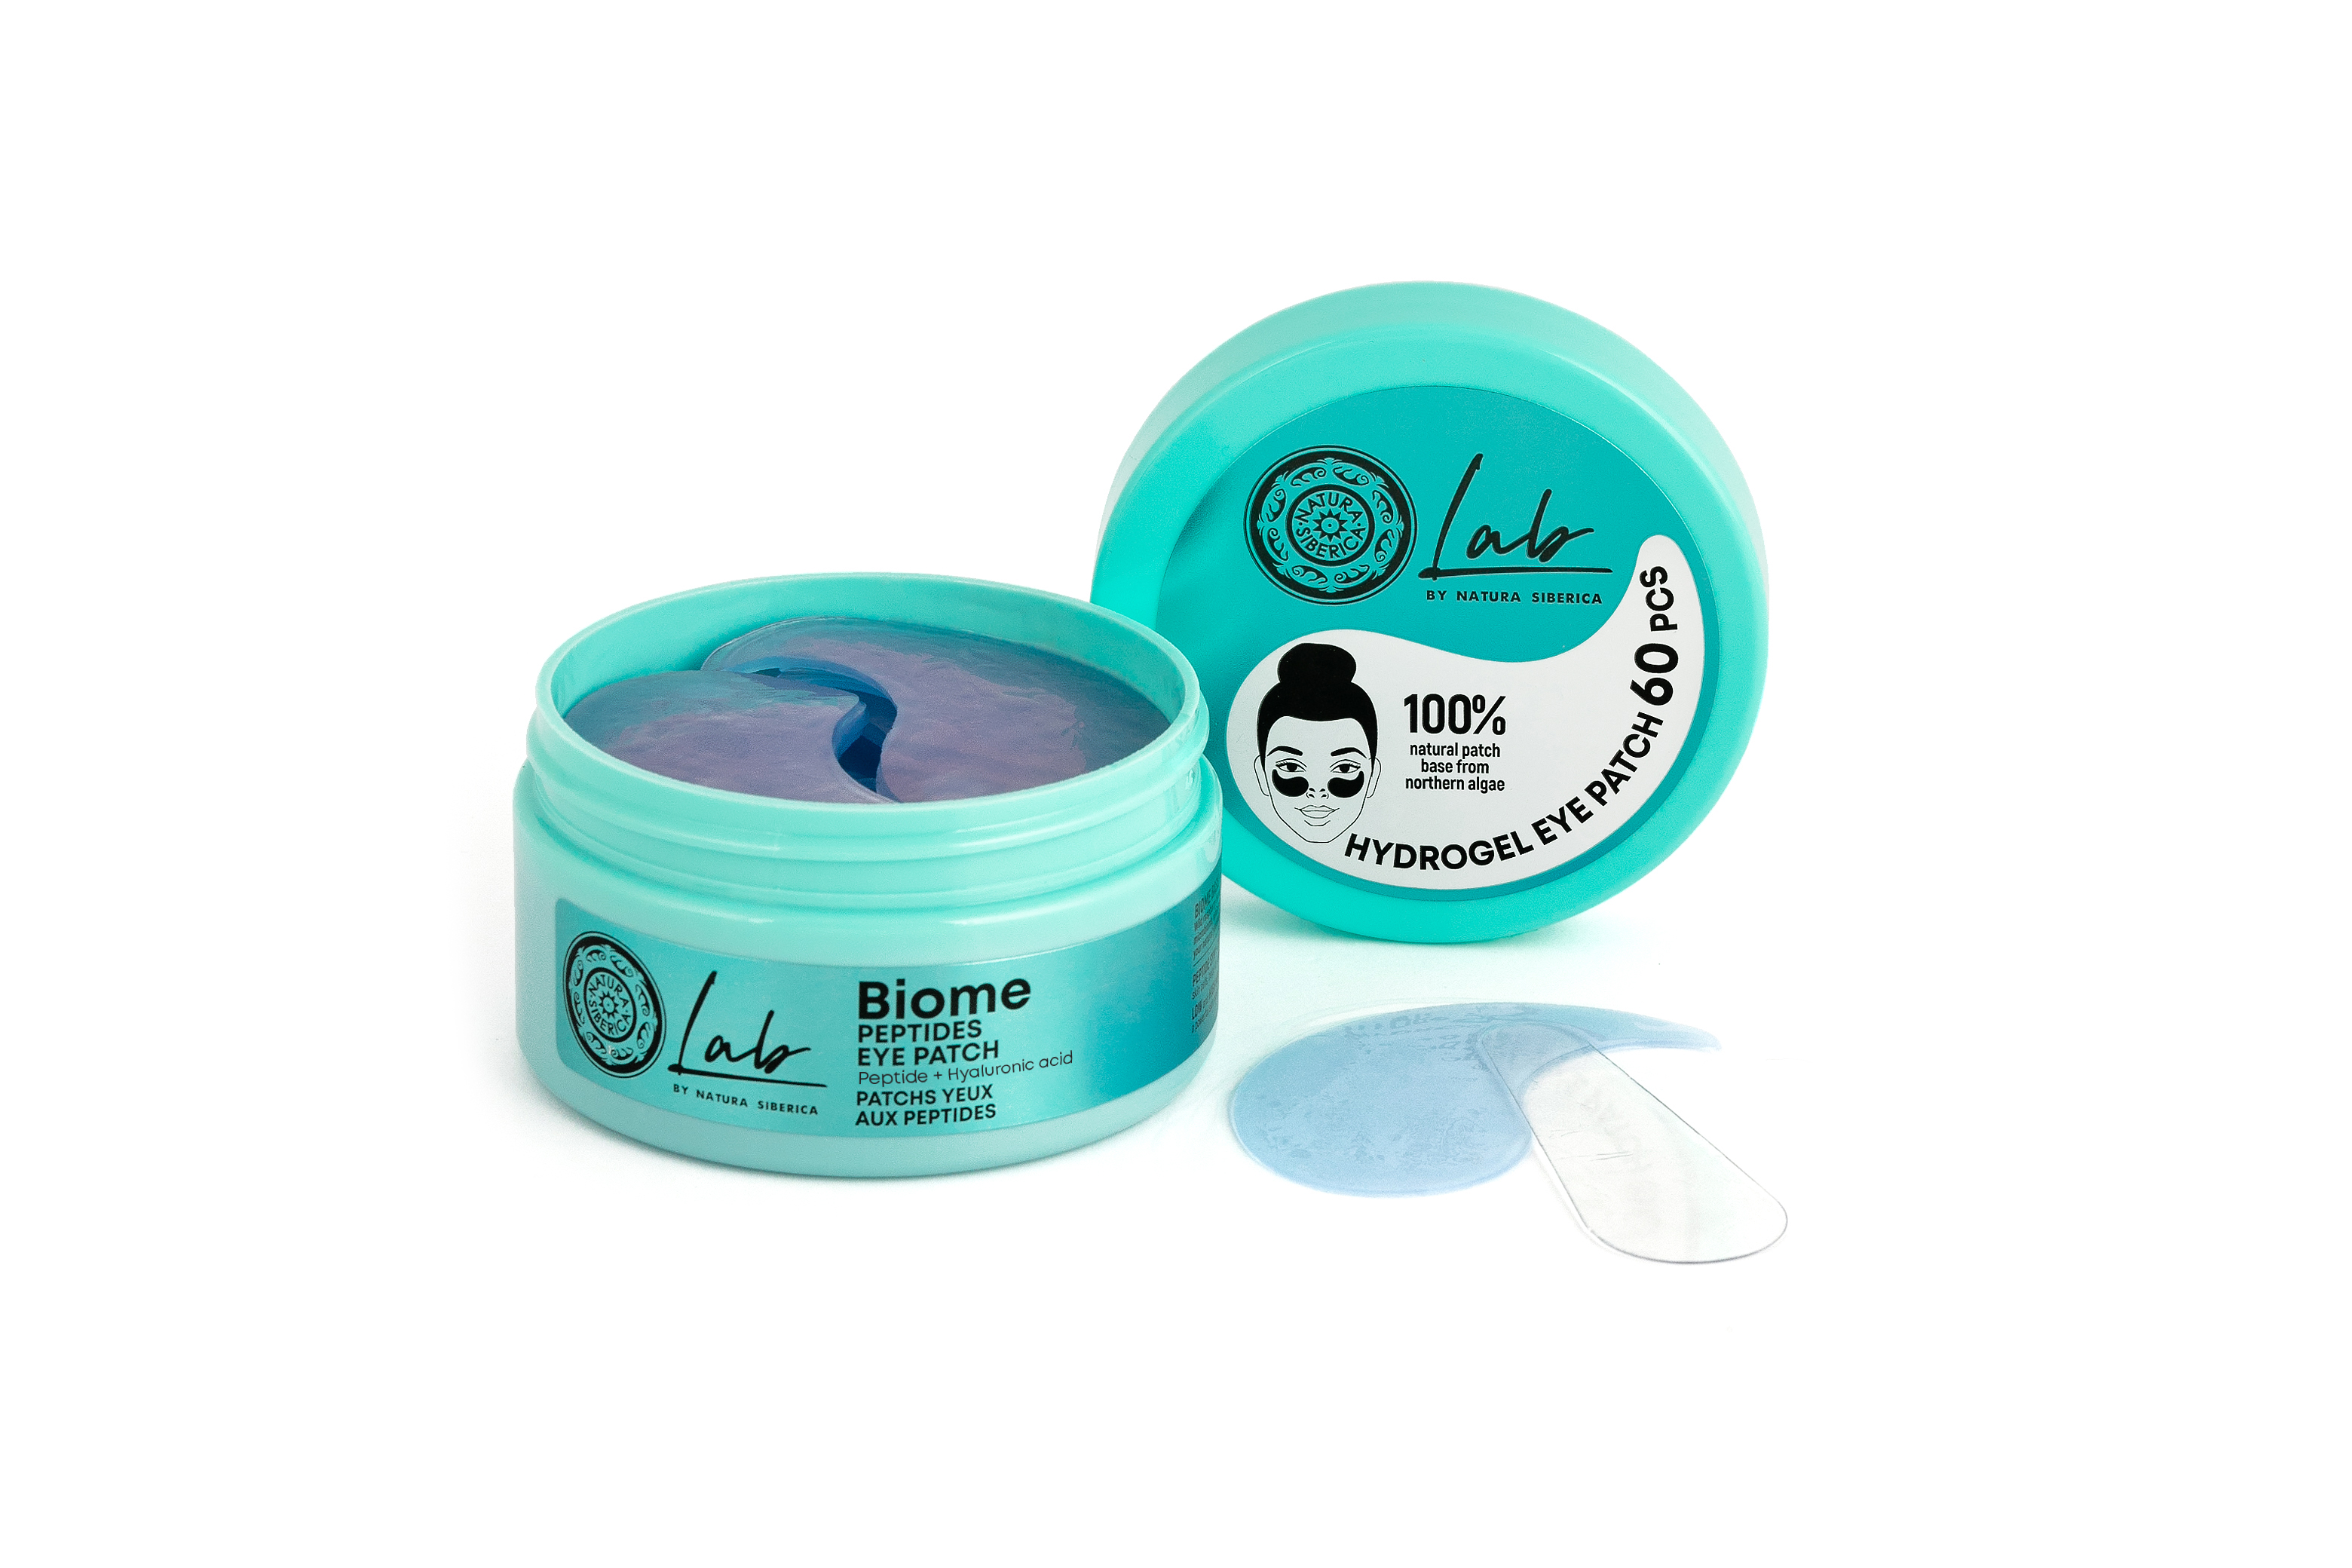 NATURA
SIBERICA
Lab
BY NATURA SIBERICA
100%
natural patch
base from
northern algae
HYDROGEL EYE PATCH 60 PCS
NATURA
SIBERICA
Lab
BY NATURA SIBERICA
Biome
PEPTIDES
EYE PATCH
Peptide + Hyaluronic acid
PATCHS YEUX
AUX PEPTIDES
BIOME